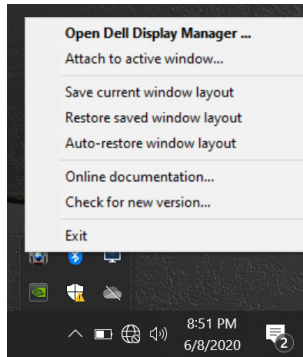 Open Dell Display Manager ...
Attach to active window...
Save current window layout
Restore saved window layout
Auto-restore window layout
Online documentation...
Check for new version...
Exit
8:51 PM
6/8/2020
2